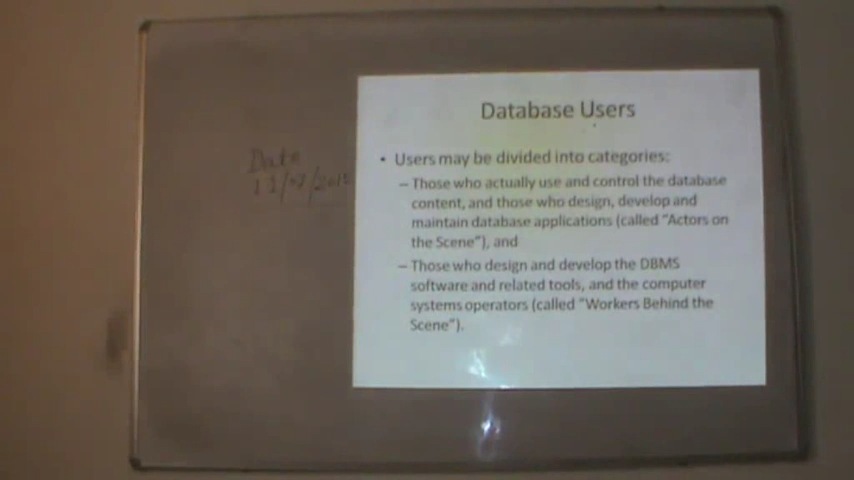 Database Users
• Users may be divided into categories:
– Those who actually use and control the database
content, and those who design, develop and
maintain database applications (called "Actors on
the Scene"), and
– Those who design and develop the DBMS
software and related tools, and the computer
systems operators (called "Workers Behind the
Scene").
Date